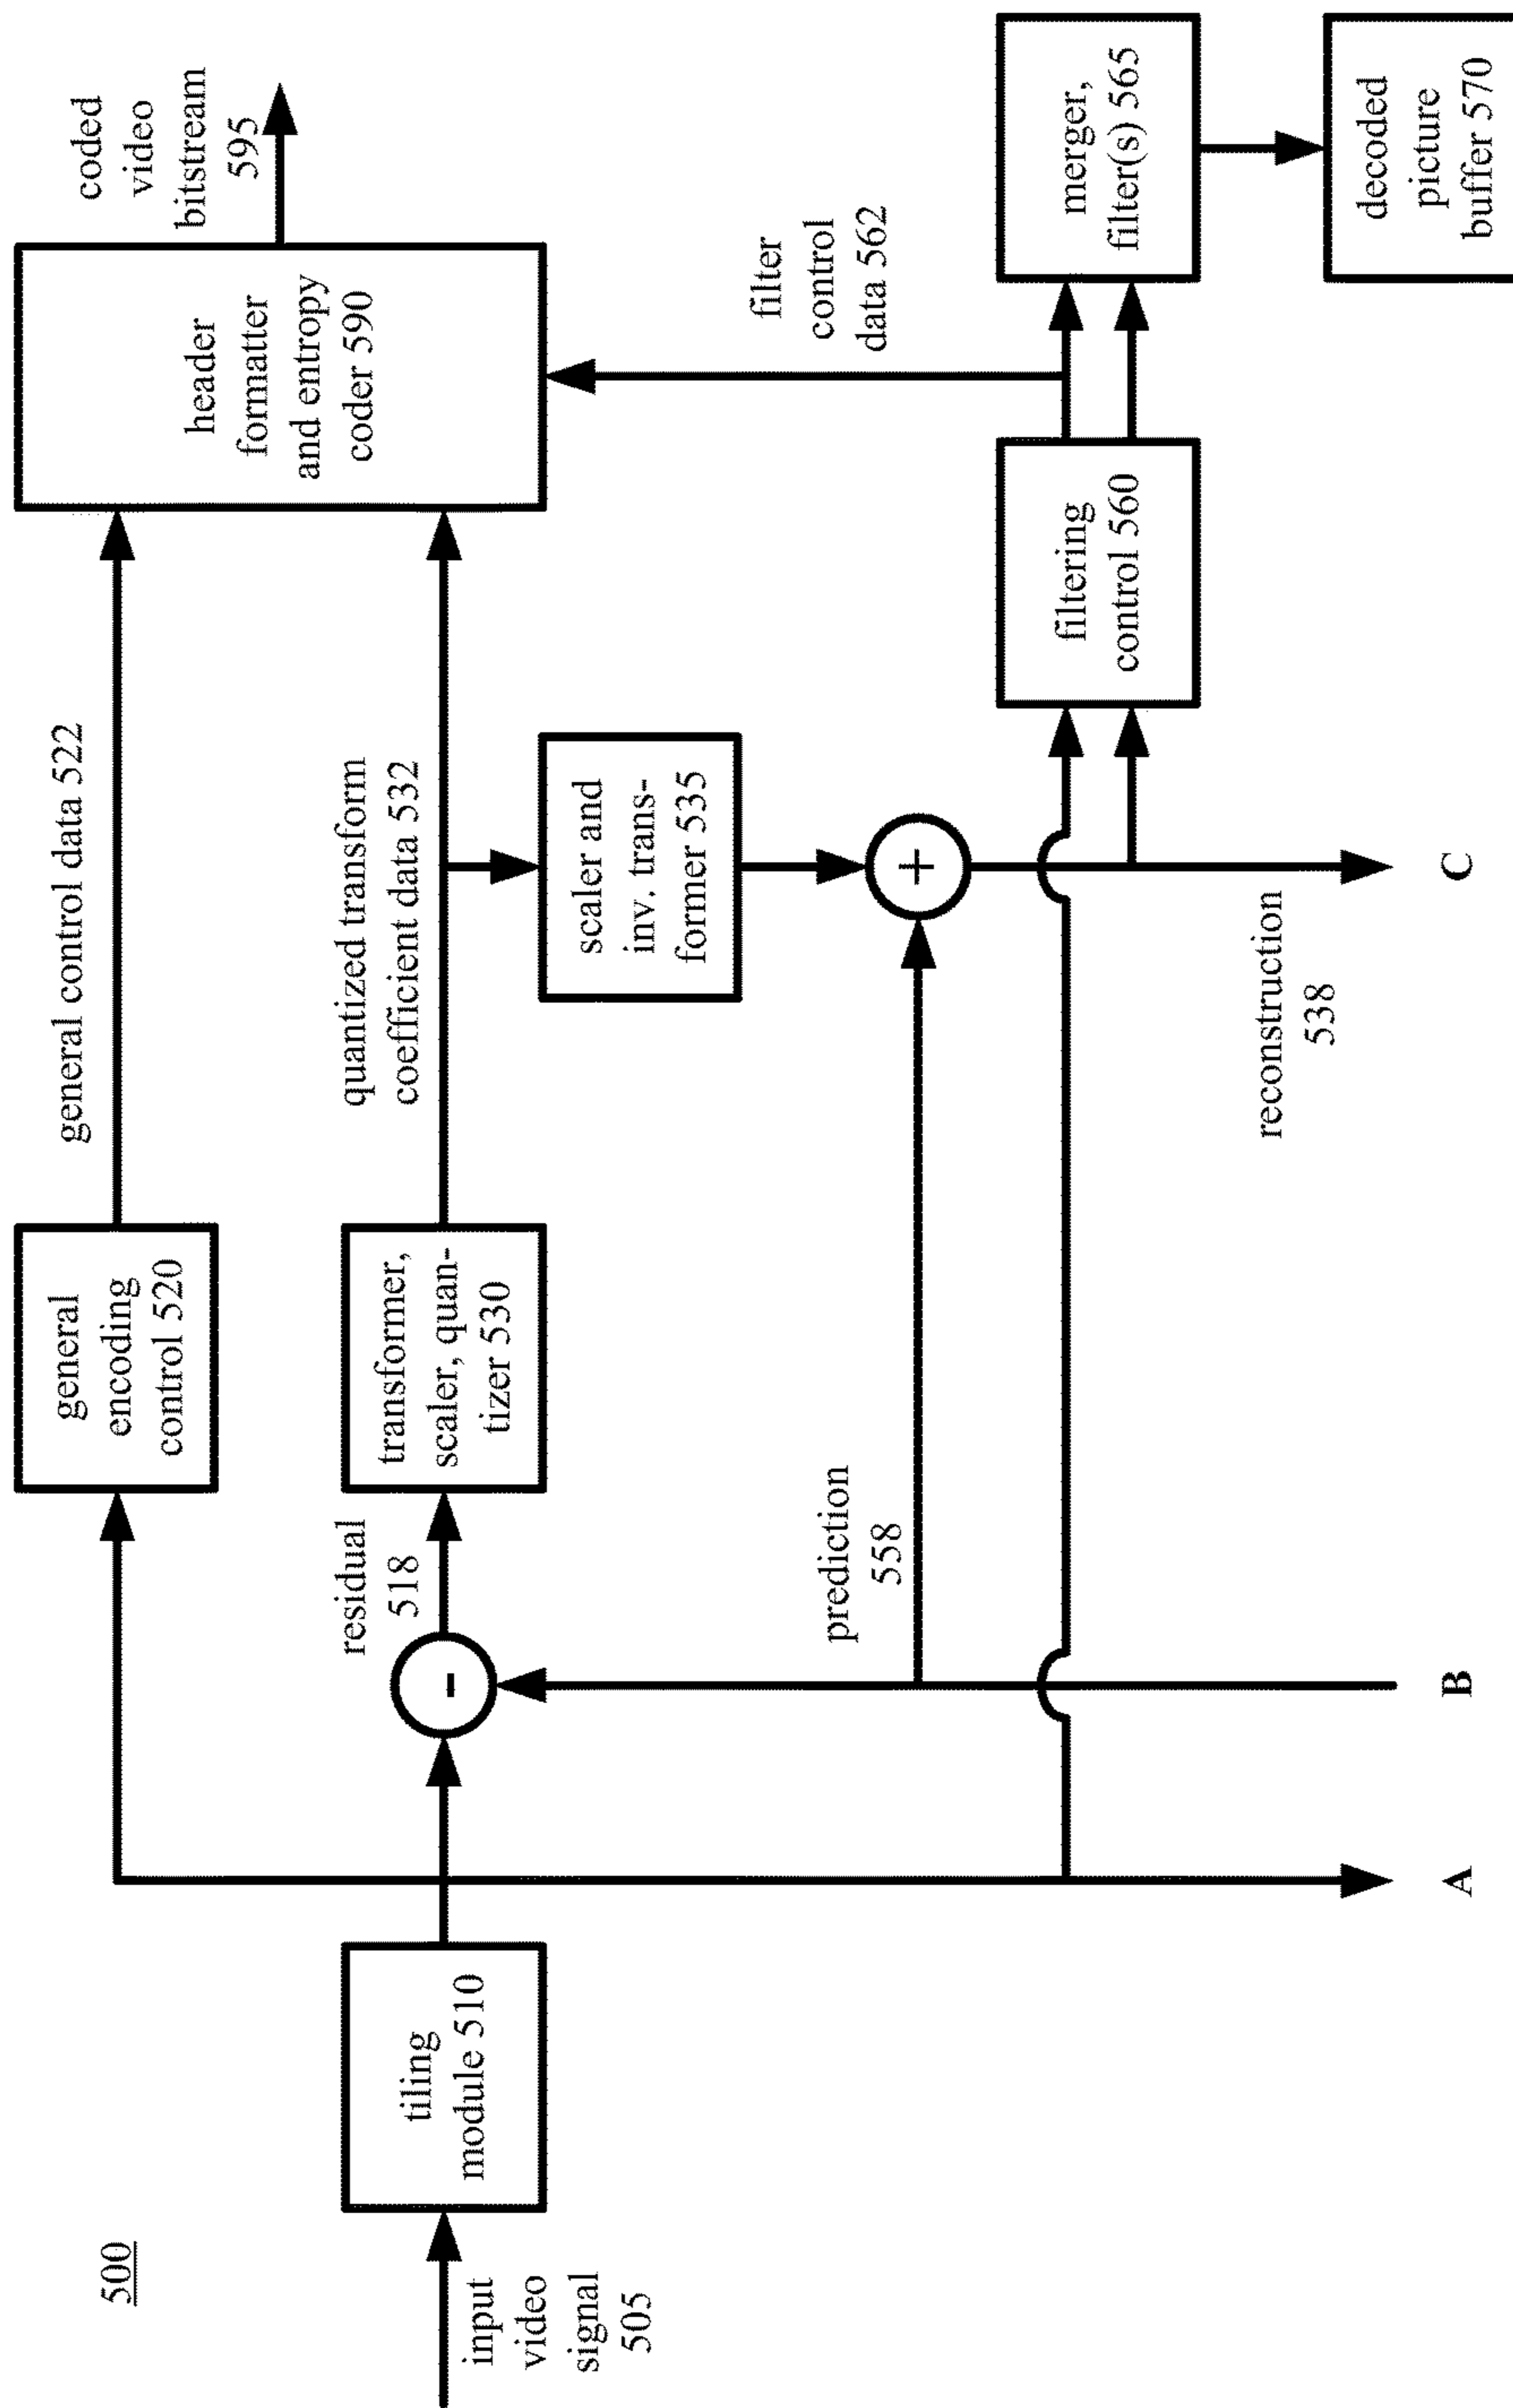 500
input
video
signal
505
tiling
module 510
general
encoding
control 520
general control data 522
residual
518
transformer,
scaler, quan-
tizer 530
quantized transform
coefficient data 532
header
formatter
and entropy
coder 590
coded
video
bitstream
595
scaler and
inv. trans-
former 535
prediction
558
-
+
filtering
control 560
filter
control
data 562
merger,
filter(s) 565
decoded
picture
buffer 570
reconstruction
538
A
B
C